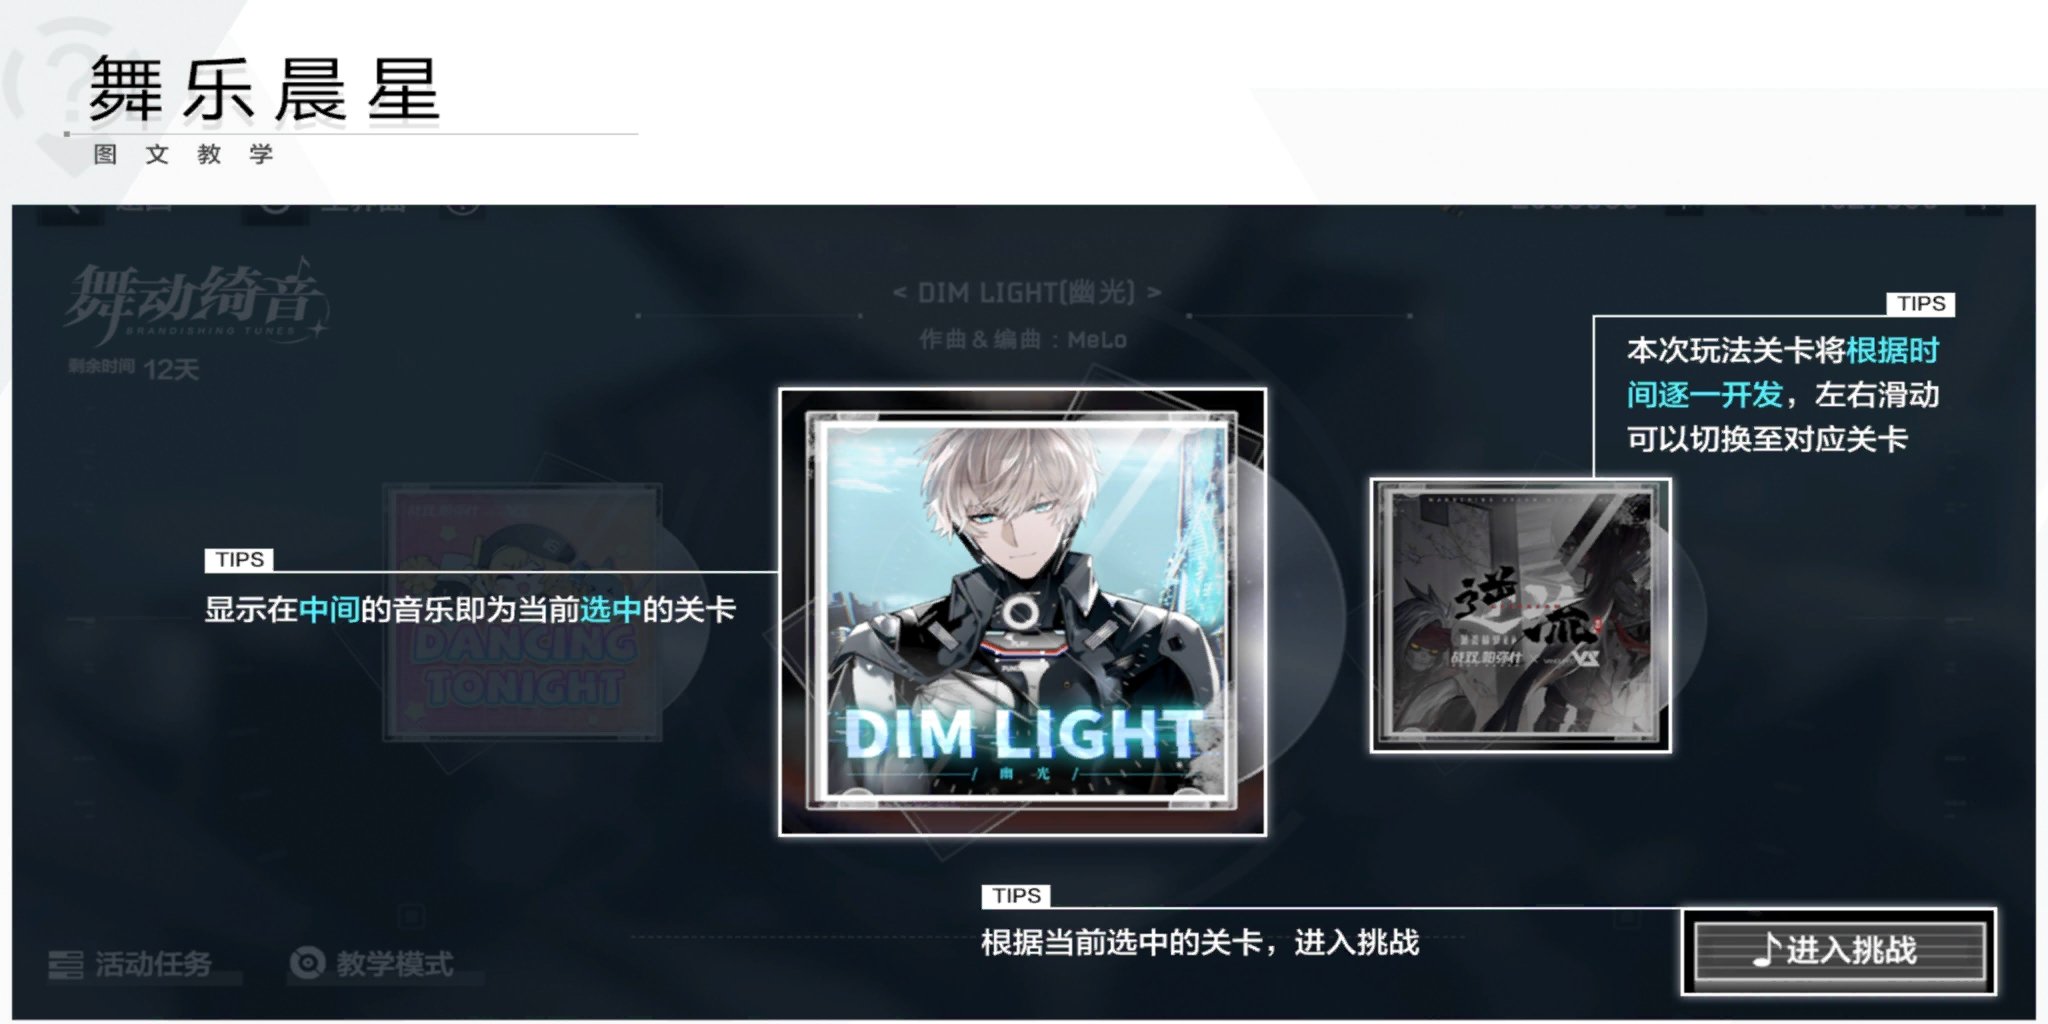 舞乐晨星
图文教学
舞动绮音
GRANDISHING TUNES
剩余时间 12天
< DIM LIGHT(幽光) >
作曲&编曲：MeLo
TIPS
本次玩法关卡将根据时
间逐一开发，左右滑动
可以切换至对应关卡
TIPS
显示在中间的音乐即为当前选中的关卡
DANCING
TONIGHT
DIM LIGHT
/ 幽光 /
逆流
战双帕弥什
TIPS
根据当前选中的关卡，进入挑战
活动任务
教学模式
进入挑战